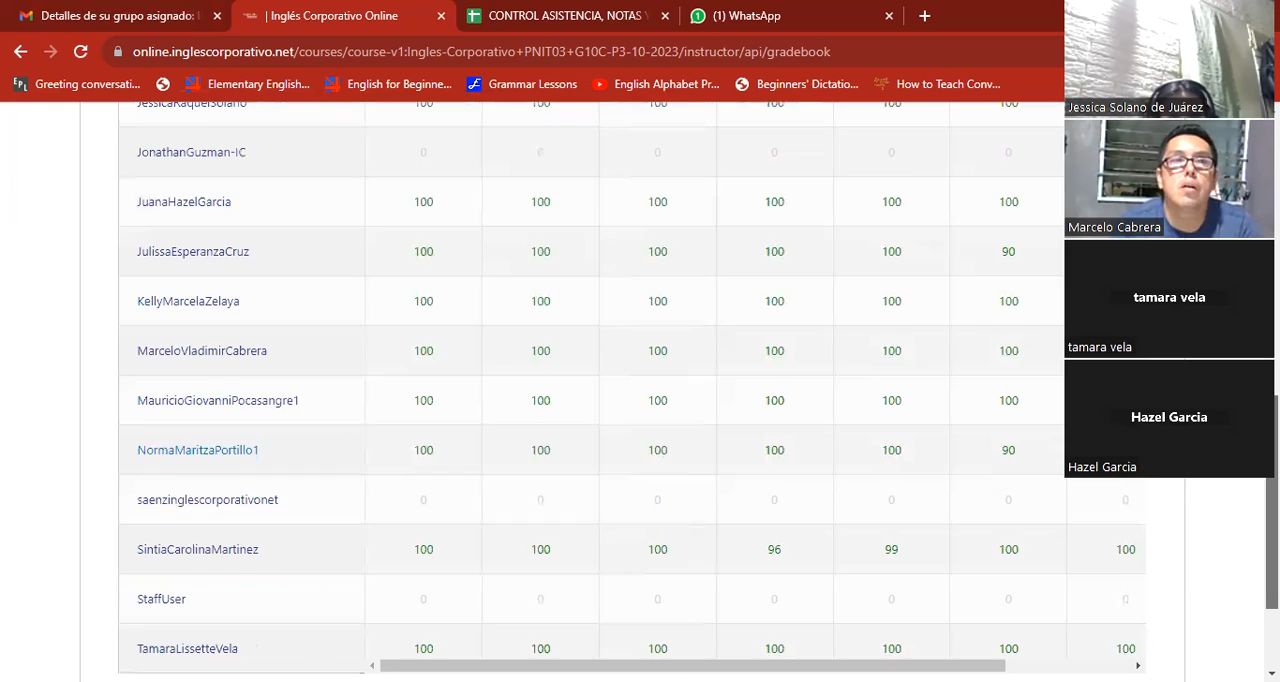 Detalles de su grupo asignado:
| Inglés Corporativo Online
CONTROL ASISTENCIA, NOTAS Y
(1) WhatsApp
online.inglescorporativo.net/courses/course-v1:Ingles-Corporativo+PNIT03+G10C-P3-10-2023/instructor/api/gradebook
Greeting conversati...
Elementary English...
English for Beginne...
Grammar Lessons
English Alphabet Pr...
Beginners' Dictatio...
How to Teach Conv...
JessicaRaquelSolano 100 100 100 100 100 100
JonathanGuzman-IC 0 0 0 0 0 0
JuanaHazelGarcia 100 100 100 100 100 100
JulissaEsperanzaCruz 100 100 100 100 100 90
KellyMarcelaZelaya 100 100 100 100 100 100
MarceloVladimirCabrera 100 100 100 100 100 100
MauricioGiovanniPocasangre1 100 100 100 100 100 100
NormaMaritzaPortillo1 100 100 100 100 100 90
saenzinglescorporativonet 0 0 0 0 0 0 0
SintiaCarolinaMartinez 100 100 100 96 99 100 100
StaffUser 0 0 0 0 0 0 0
TamaraLissetteVela 100 100 100 100 100 100 100
Jessica Solano de Juárez
Marcelo Cabrera
tamara vela
tamara vela
Hazel Garcia
Hazel Garcia